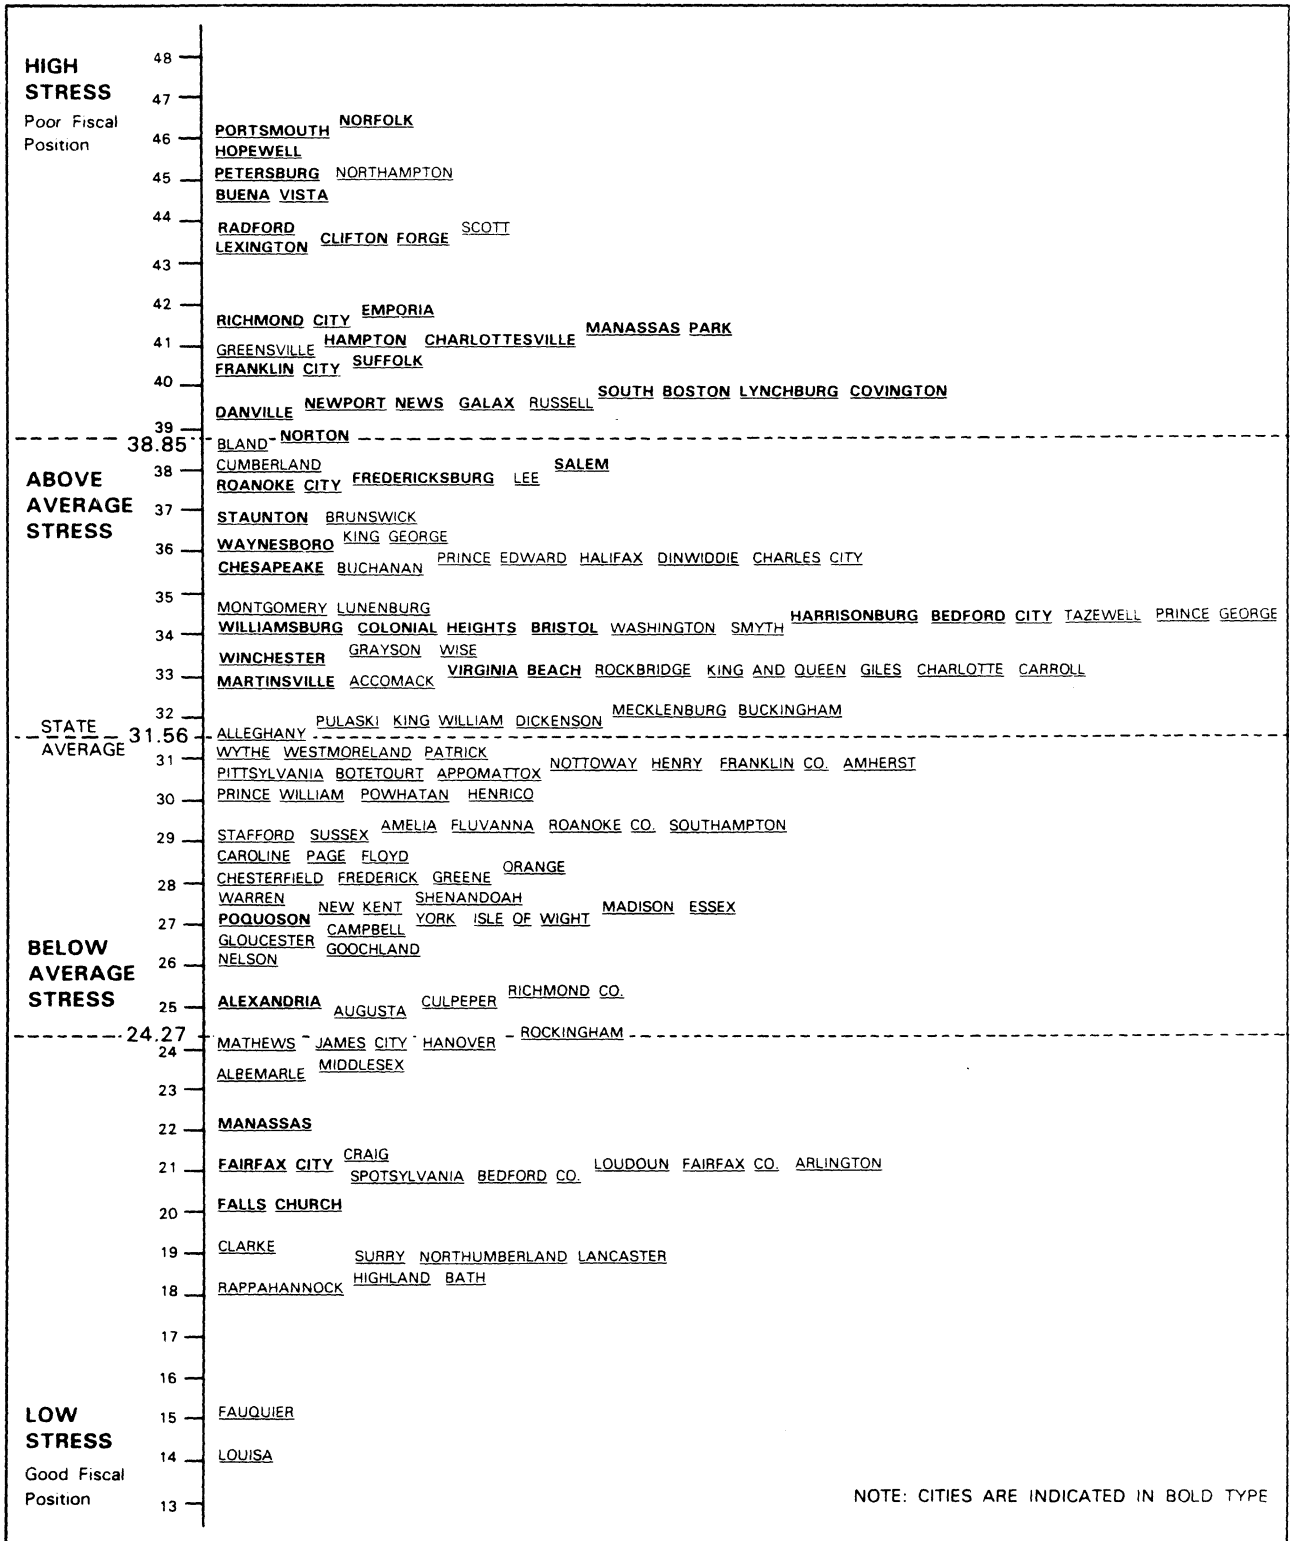 48
HIGH
STRESS
47
Poor Fiscal
Position
46
PORTSMOUTH NORFOLK
HOPEWELL
45
PETERSBURG NORTHAMPTON
BUENA VISTA
44
RADFORD
LEXINGTON CLIFTON FORGE SCOTT
43
42
RICHMOND CITY EMPORIA
41
GREENSVILLE HAMPTON CHARLOTTESVILLE MANASSAS PARK
FRANKLIN CITY SUFFOLK
40
DANVILLE NEWPORT NEWS GALAX RUSSELL SOUTH BOSTON LYNCHBURG COVINGTON
39
38.85
BLAND NORTON
CUMBERLAND
38
ROANOKE CITY FREDERICKSBURG LEE SALEM
ABOVE
AVERAGE
STRESS
37
STAUNTON BRUNSWICK
36
WAYNESBORO KING GEORGE
CHESAPEAKE BUCHANAN PRINCE EDWARD HALIFAX DINWIDDIE CHARLES CITY
35
MONTGOMERY LUNENBURG
34
WILLIAMSBURG COLONIAL HEIGHTS BRISTOL WASHINGTON SMYTH HARRISONBURG BEDFORD CITY TAZEWELL PRINCE GEORGE
WINCHESTER GRAYSON WISE
33
MARTINSVILLE ACCOMACK VIRGINIA BEACH ROCKBRIDGE KING AND QUEEN GILES CHARLOTTE CARROLL
32
STATE
AVERAGE
31.56
ALLEGHANY PULASKI KING WILLIAM DICKENSON MECKLENBURG BUCKINGHAM
31
WYTHE WESTMORELAND PATRICK
PITTSYLVANIA BOTETOURT APPOMATTOX NOTTOWAY HENRY FRANKLIN CO. AMHERST
30
PRINCE WILLIAM POWHATAN HENRICO
29
STAFFORD SUSSEX AMELIA FLUVANNA ROANOKE CO. SOUTHAMPTON
CAROLINE PAGE FLOYD
28
CHESTERFIELD FREDERICK GREENE ORANGE
WARREN NEW KENT SHENANDOAH
27
POQUOSON CAMPBELL YORK ISLE OF WIGHT MADISON ESSEX
GLOUCESTER GOOCHLAND
26
NELSON
BELOW
AVERAGE
STRESS
25
ALEXANDRIA AUGUSTA CULPEPER RICHMOND CO.
24.27
24
MATHEWS JAMES CITY HANOVER ROCKINGHAM
ALBEMARLE MIDDLESEX
23
22
MANASSAS
21
FAIRFAX CITY CRAIG
SPOTSYLVANIA BEDFORD CO. LOUDOUN FAIRFAX CO. ARLINGTON
20
FALLS CHURCH
19
CLARKE SURRY NORTHUMBERLAND LANCASTER
18
RAPPAHANNOCK HIGHLAND BATH
17
16
15
FAUQUIER
LOW
STRESS
14
LOUISA
Good Fiscal
Position
13
NOTE: CITIES ARE INDICATED IN BOLD TYPE